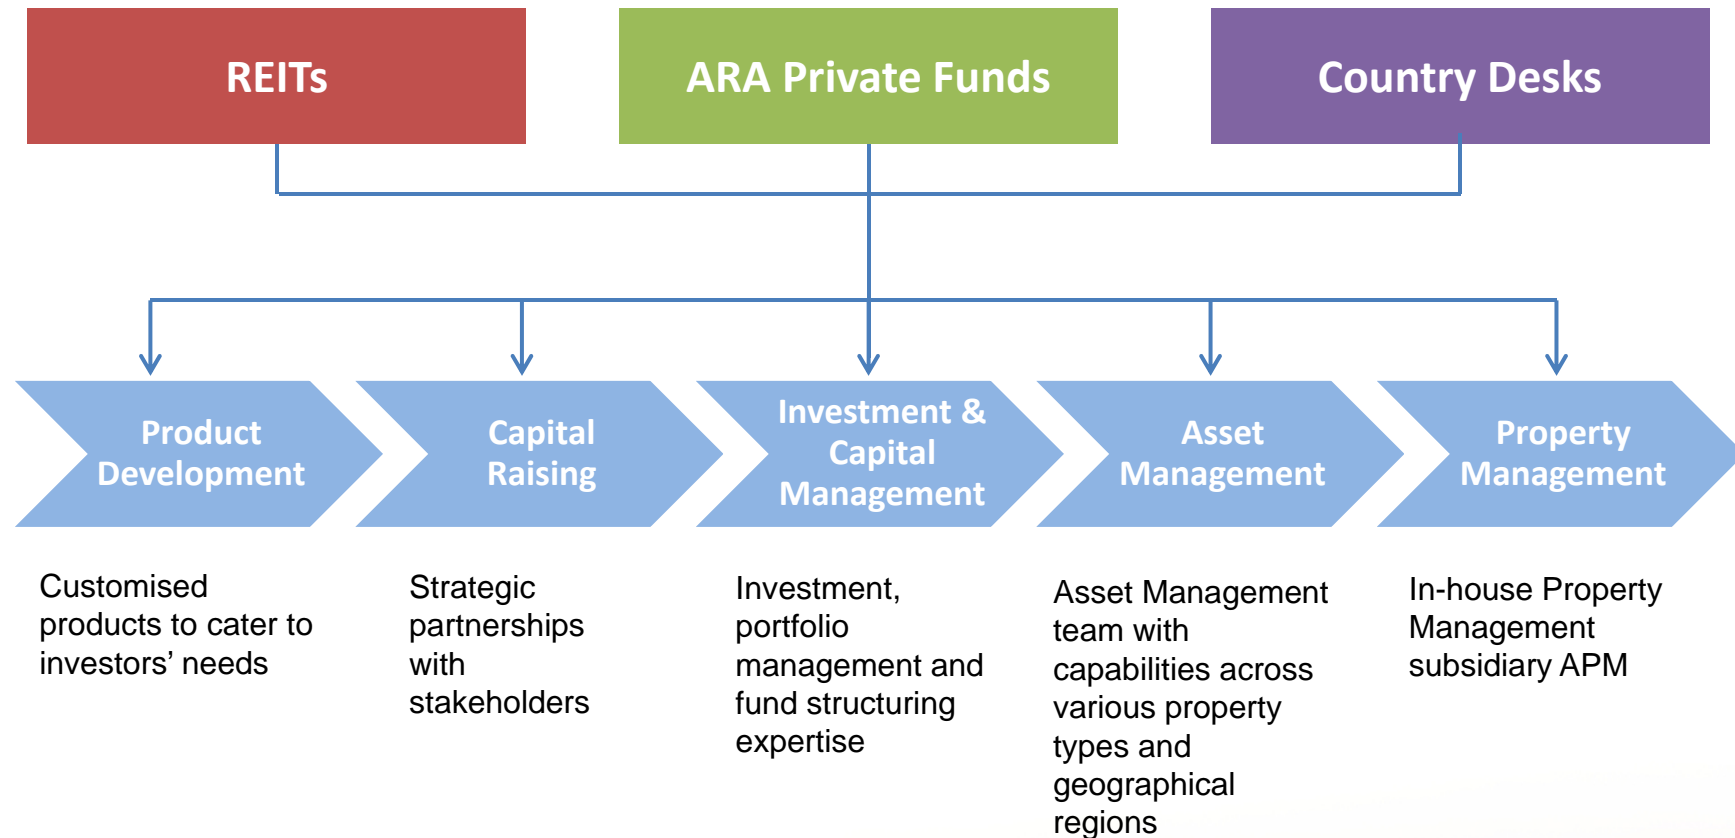 REITs
ARA Private Funds
Country Desks
Product
Development
Capital
Raising
Investment &
Capital
Management
Asset
Management
Property
Management
Customised
products to cater to
investors’ needs
Strategic
partnerships
with
stakeholders
Investment,
portfolio
management and
fund structuring
expertise
Asset Management
team with
capabilities across
various property
types and
geographical
regions
In-house Property
Management
subsidiary APM